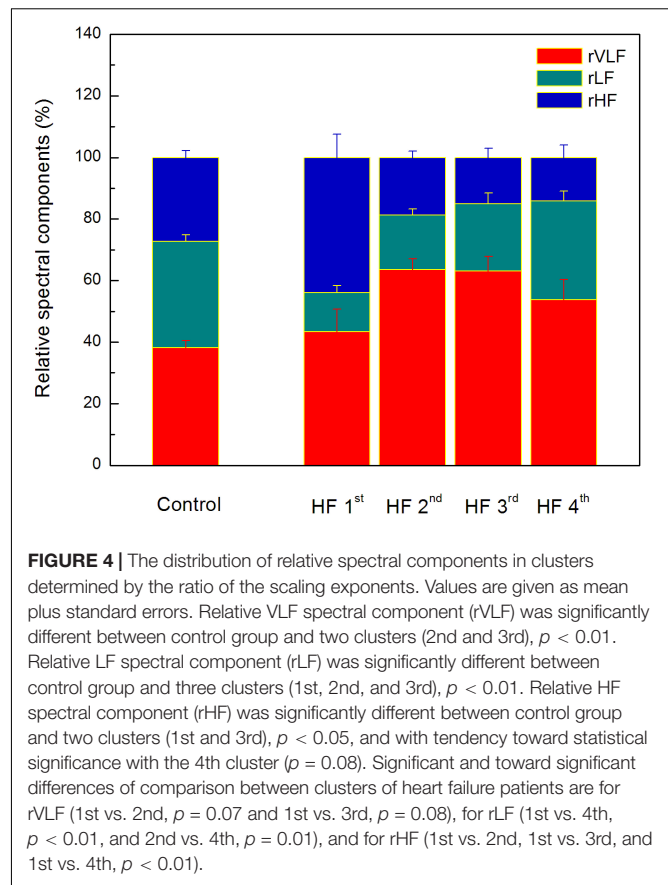 140
120
100
80
60
40
20
0
Relative spectral components (%)
rVLF
rLF
rHF
Control HF 1st HF 2nd HF 3rd HF 4th
FIGURE 4 | The distribution of relative spectral components in clusters
determined by the ratio of the scaling exponents. Values are given as mean
plus standard errors. Relative VLF spectral component (rVLF) was significantly
different between control group and two clusters (2nd and 3rd), p < 0.01.
Relative LF spectral component (rLF) was significantly different between
control group and three clusters (1st, 2nd, and 3rd), p < 0.01. Relative HF
spectral component (rHF) was significantly different between control group
and two clusters (1st and 3rd), p < 0.05, and with tendency toward statistical
significance with the 4th cluster (p = 0.08). Significant and toward significant
differences of comparison between clusters of heart failure patients are for
rVLF (1st vs. 2nd, p = 0.07 and 1st vs. 3rd, p = 0.08), for rLF (1st vs. 4th,
p < 0.01, and 2nd vs. 4th, p = 0.01), and for rHF (1st vs. 2nd, 1st vs. 3rd, and
1st vs. 4th, p < 0.01).